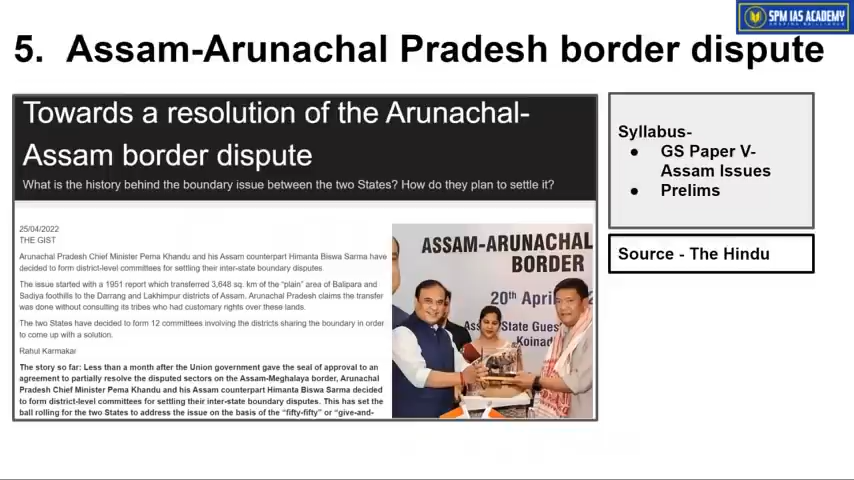 SPM IAS ACADEMY
5. Assam-Arunachal Pradesh border dispute
Towards a resolution of the Arunachal-
Assam border dispute
What is the history behind the boundary issue between the two States? How do they plan to settle it?
25/04/2022
THE GIST
Arunachal Pradesh Chief Minister Pema Khandu and his Assam counterpart Himanta Biswa Sarma have
decided to form district-level committees for settling their inter-state boundary disputes.
The issue started with a 1951 report which transferred 3,648 sq. km of the “plain” area of Balipara and
Sadiya foothills to the Darrang and Lakhimpur districts of Assam. Arunachal Pradesh claims the transfer
was done without consulting its tribes who had customary rights over these lands.
The two States have decided to form 12 committees involving the districts sharing the boundary in order
to come up with a solution.
Rahul Karmakar
The story so far: Less than a month after the Union government gave the seal of approval to an
agreement to partially resolve the disputed sectors on the Assam-Meghalaya border, Arunachal
Pradesh Chief Minister Pema Khandu and his Assam counterpart Himanta Biswa Sarma decided
to form district-level committees for settling their inter-state boundary disputes. This has set the
ball rolling for the two States to address the issue on the basis of the “fifty-fifty” or “give-and-
ASSAM-ARUNACHAL
BORDER
20th April
State Gues
Koinad
Syllabus-
● GS Paper V-
Assam Issues
● Prelims
Source - The Hindu